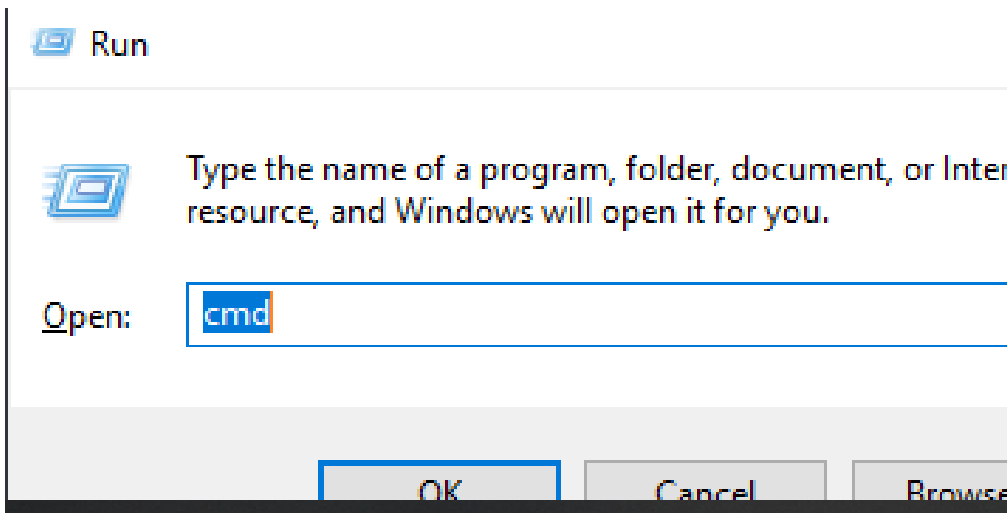 Run
Type the name of a program, folder, document, or Inter
resource, and Windows will open it for you.
Open: cmd
OK Cancel Browse